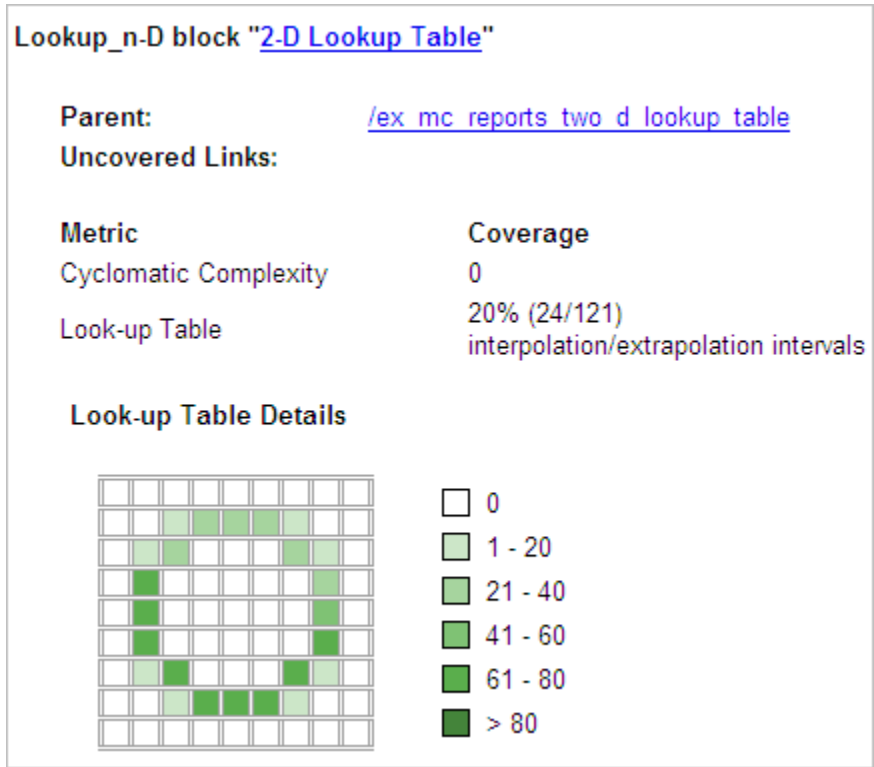 Lookup_n-D block "2-D Lookup Table"
Parent: /ex_mc_reports_two_d_lookup_table
Uncovered Links:
Metric Coverage
Cyclomatic Complexity 0
Look-up Table 20% (24/121)
interpolation/extrapolation intervals
Look-up Table Details
0
1 - 20
21 - 40
41 - 60
61 - 80
> 80